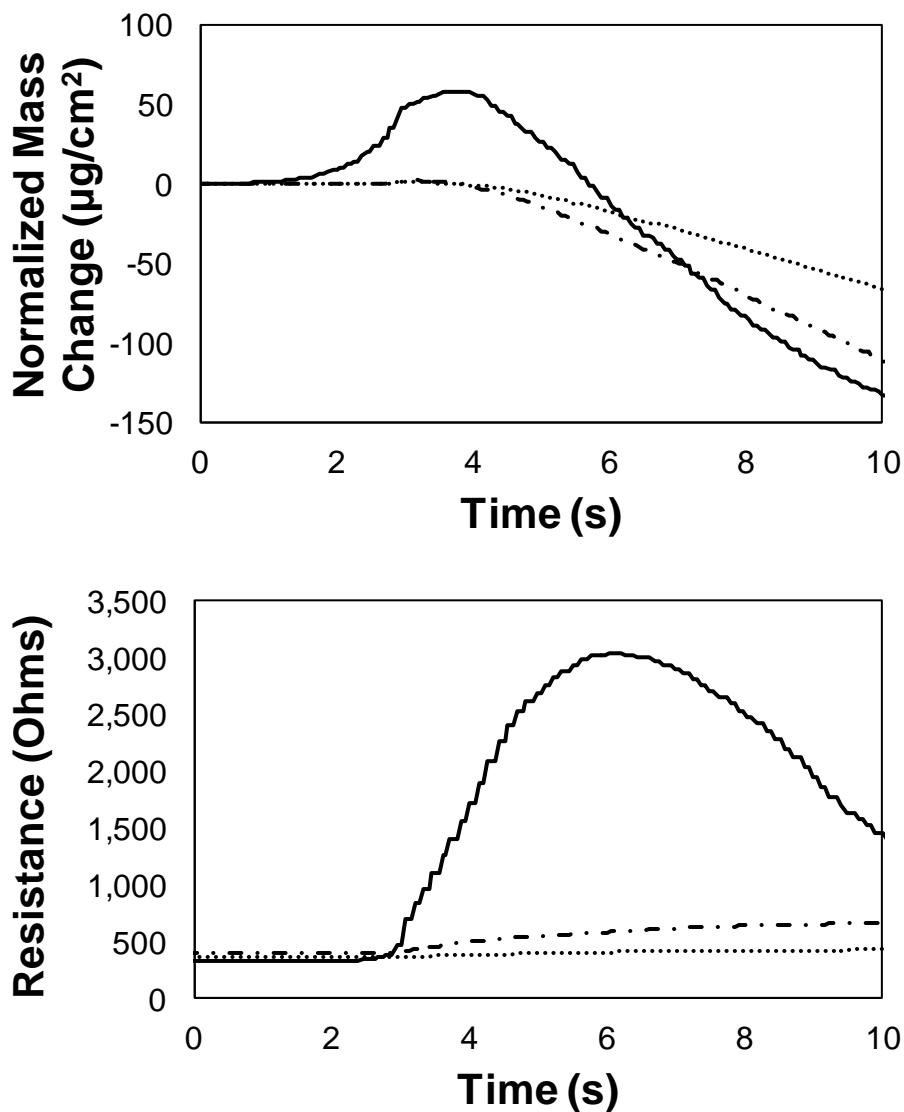 Normalized Mass
Change (µg/cm²)
100
50
0
-50
-100
-150
0 2 4 6 8 10
Time (s)
Resistance (Ohms)
3,500
3,000
2,500
2,000
1,500
1,000
500
0
0 2 4 6 8 10
Time (s)